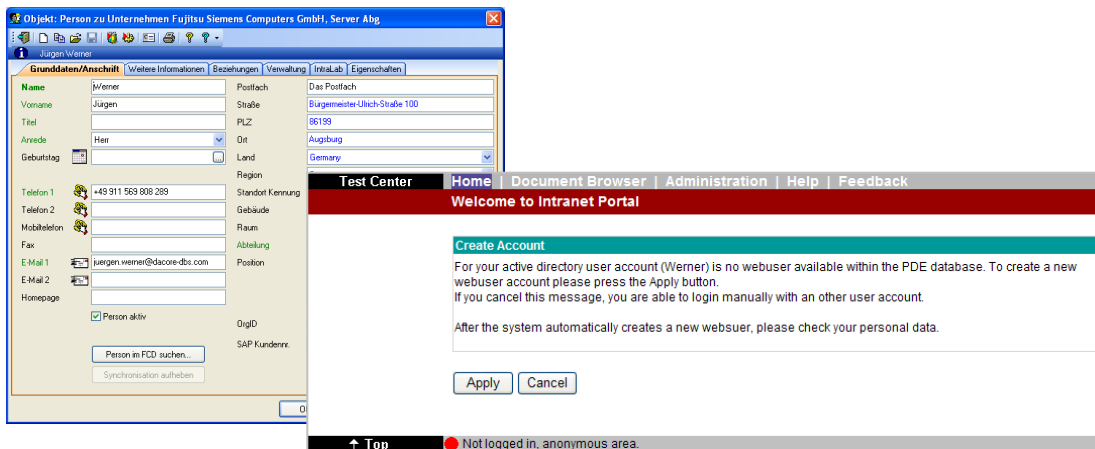 Objekt: Person zu Unternehmen Fujitsu Siemens Computers GmbH, Server Abg
Jürgen Werner
Grunddaten/Anschrift Weitere Informationen Beziehungen Verwaltung IntraLab Eigenschaften
Name Werner Postfach Das Postfach
Vorname Jürgen Straße Bürgermeister-Ulrich-Straße 100
Titel PLZ 86199
Anrede Herr Ort Augsburg
Geburtstag ... Land Germany
Region
Telefon 1 +49 911 569 808 289 Standort Kennung
Telefon 2 Gebäude
Mobiltelefon Raum
Fax Abteilung
E-Mail 1 juergen.werner@dacore-dbs.com Position
E-Mail 2
Homepage
Person aktiv
OrgID
SAP Kundennr.
Person im FCD suchen...
Synchronisation aufheben
Test Center Home | Document Browser | Administration | Help | Feedback
Welcome to Intranet Portal
Create Account
For your active directory user account (Werner) is no webuser available within the PDE database. To create a new
webuser account please press the Apply button.
If you cancel this message, you are able to login manually with an other user account.
After the system automatically creates a new websuer, please check your personal data.
Apply Cancel
Top Not logged in, anonymous area.